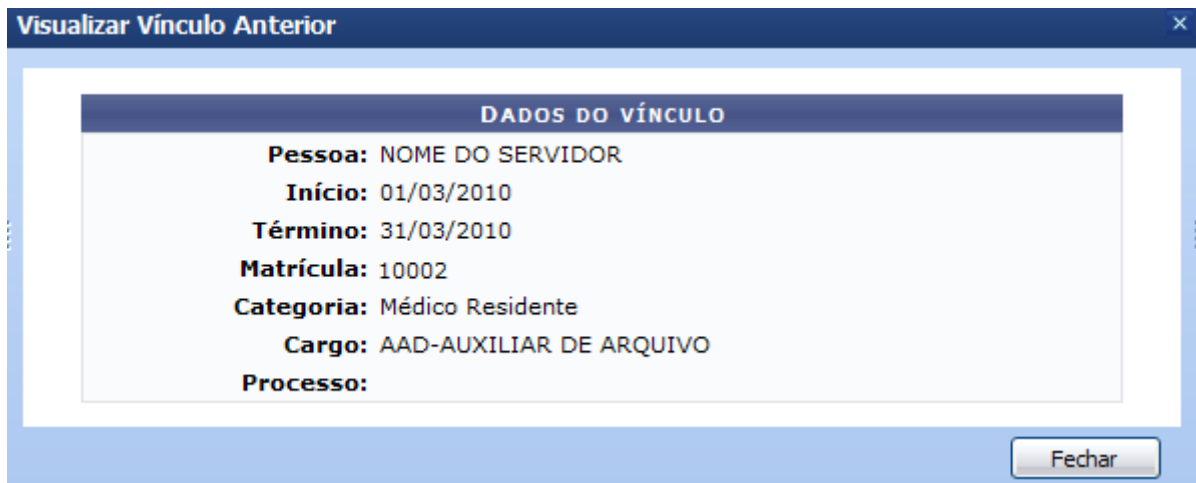 Visualizar Vínculo Anterior
DADOS DO VÍNCULO
Pessoa: NOME DO SERVIDOR
Início: 01/03/2010
Término: 31/03/2010
Matrícula: 10002
Categoria: Médico Residente
Cargo: AAD-AUXILIAR DE ARQUIVO
Processo:
Fechar